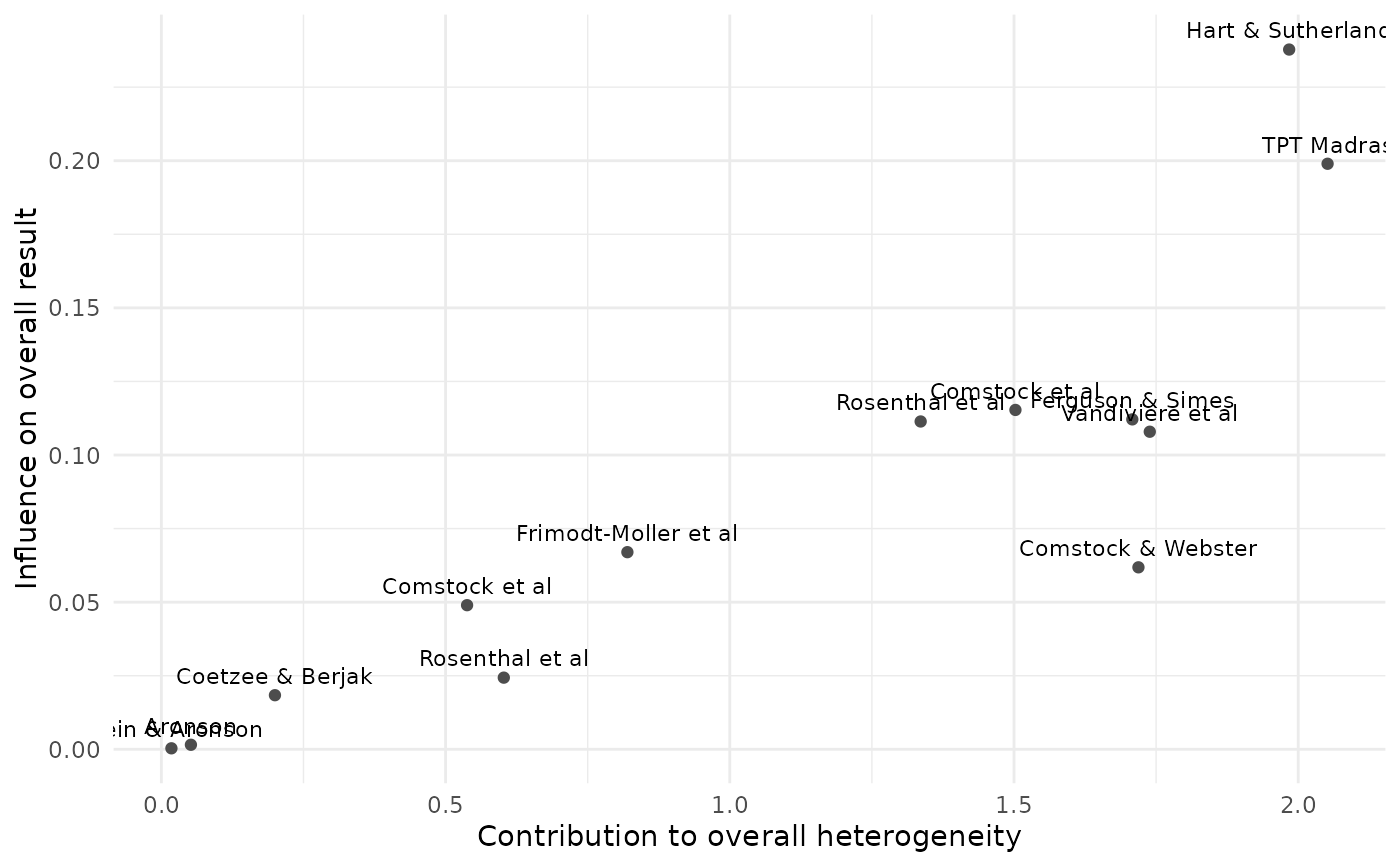 Hart & Sutherland
TPT Madras
0.20
0.15
Comstock et al
Rosenthal et al
Ferguson & Simes
Vandiviere et al
0.10
Frimodt-Moller et al
Comstock & Webster
Comstock et al
0.05
Rosenthal et al
Coetzee & Berjak
Aronson
& Aronson
0.00
0.0 0.5 1.0 1.5 2.0
Contribution to overall heterogeneity
Influence on overall result